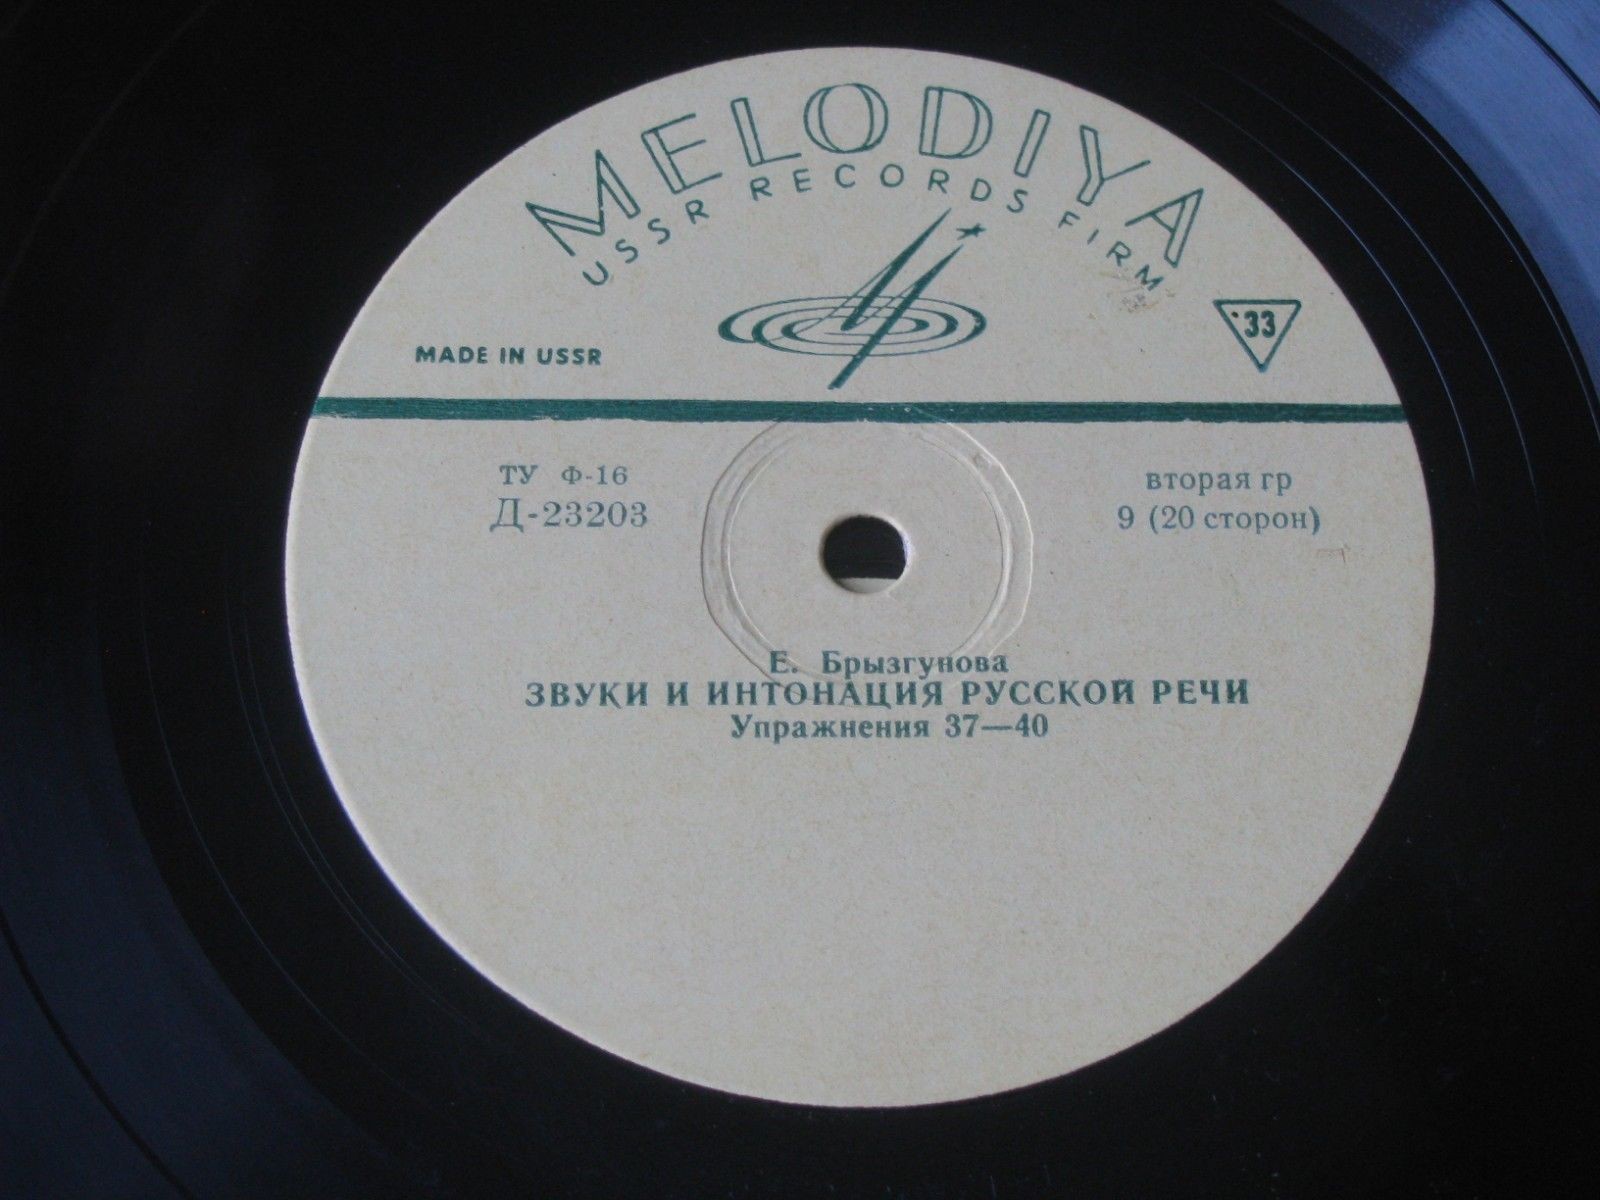 MELODIYA
USSR RECORDS FIRM
MADE IN USSR
33
ТУ Ф-16
Д-23203
вторая гр
9 (20 сторон)
Е. Брызгунова
ЗВУКИ И ИНТОНАЦИЯ РУССКОЙ РЕЧИ
Упражнения 37—40